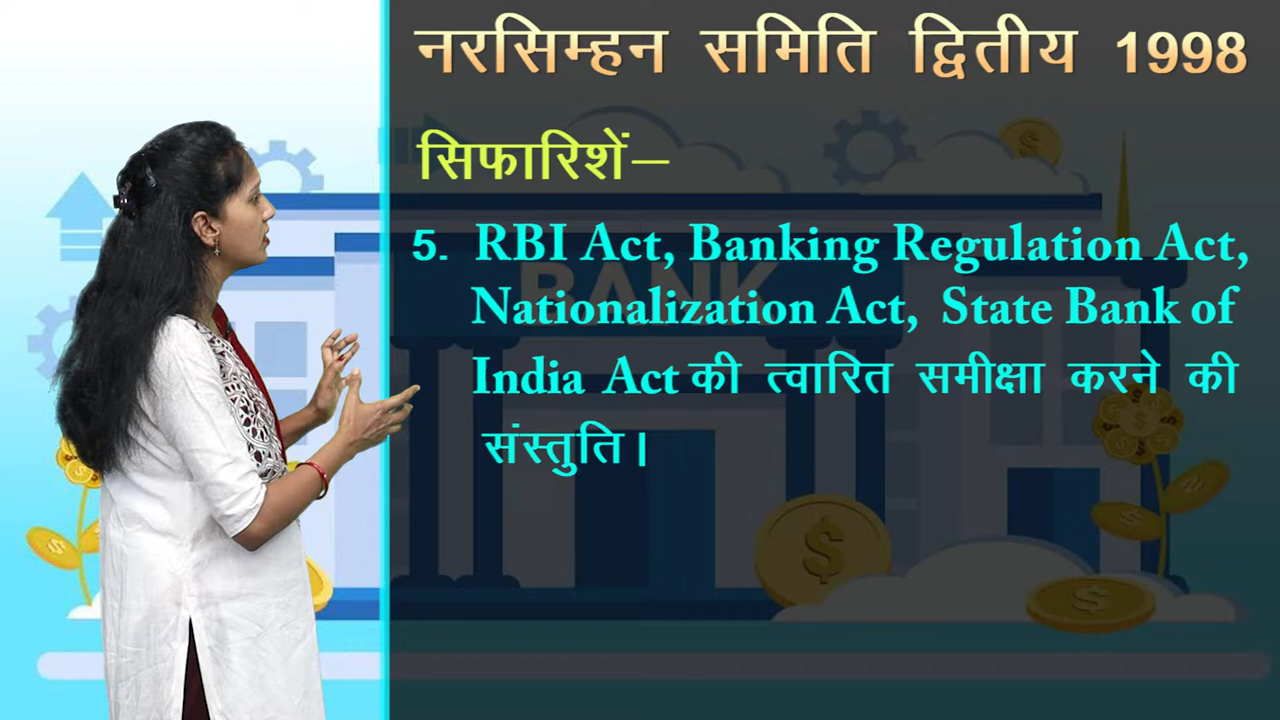 नरसिम्हन समिति द्वितीय 1998
सिफारिशें–
5. RBI Act, Banking Regulation Act,
Nationalization Act, State Bank of
India Act की त्वारित समीक्षा करने की
संस्तुति।
BANK